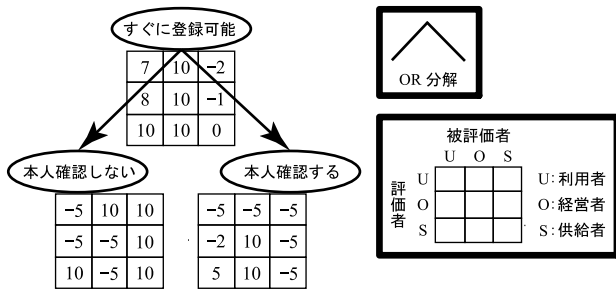 すぐに登録可能
7 10 −2
8 10 −1
10 10 0
本人確認しない
−5 10 10
−5 −5 10
10 −5 10
本人確認する
−5 −5 −5
−2 10 −5
5 10 −5
OR 分解
被評価者
U O S
評価者
U
O
S
U:利用者
O:経営者
S:供給者